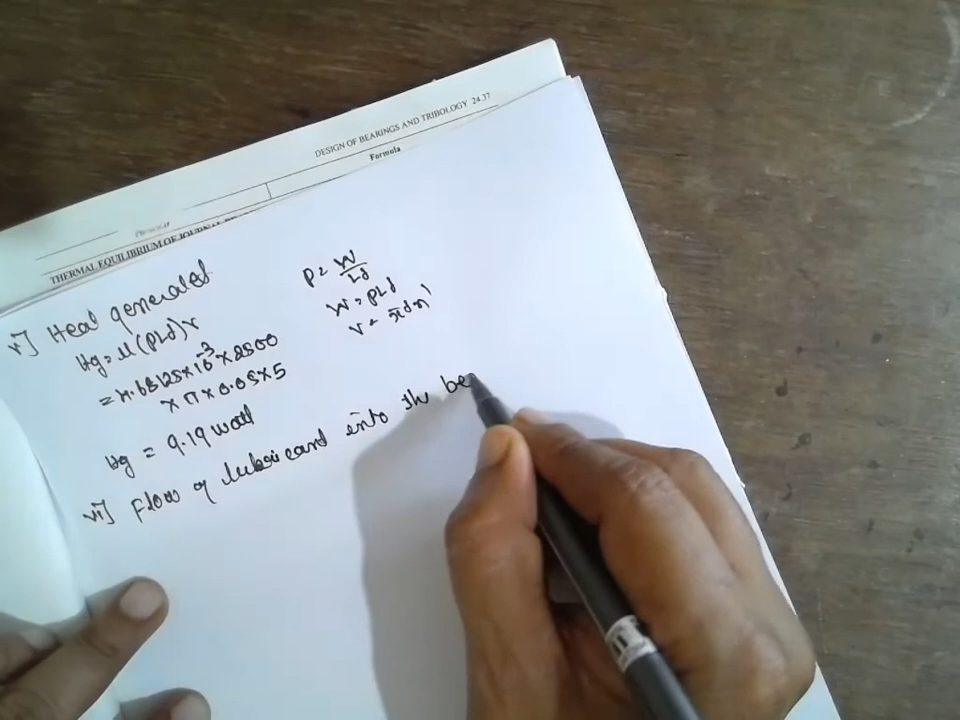 DESIGN OF BEARINGS AND TRIBOLOGY 24.37
Formula
THERMAL EQUILIBRIUM OF JOURNAL
v] Heat generated
Hg = μ(PLd)v
= 4.68125×10⁻³×2500
×π×0.05×5
Hg = 9.19 watt
P = W/Ld
W = PLd
v = πdn'
vi] Flow of lubricant into the be